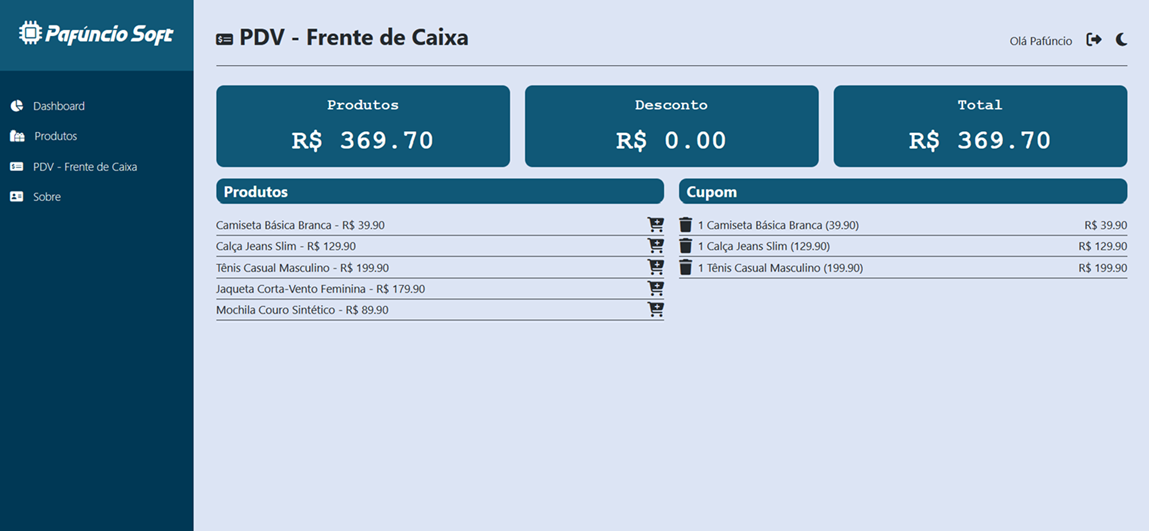 Pafúncio Soft
PDV - Frente de Caixa
Olá Pafúncio
Dashboard
Produtos
PDV - Frente de Caixa
Sobre
Produtos
R$ 369.70
Desconto
R$ 0.00
Total
R$ 369.70
Produtos
Camiseta Básica Branca - R$ 39.90
Calça Jeans Slim - R$ 129.90
Tênis Casual Masculino - R$ 199.90
Jaqueta Corta-Vento Feminina - R$ 179.90
Mochila Couro Sintético - R$ 89.90
Cupom
1 Camiseta Básica Branca (39.90) R$ 39.90
1 Calça Jeans Slim (129.90) R$ 129.90
1 Tênis Casual Masculino (199.90) R$ 199.90